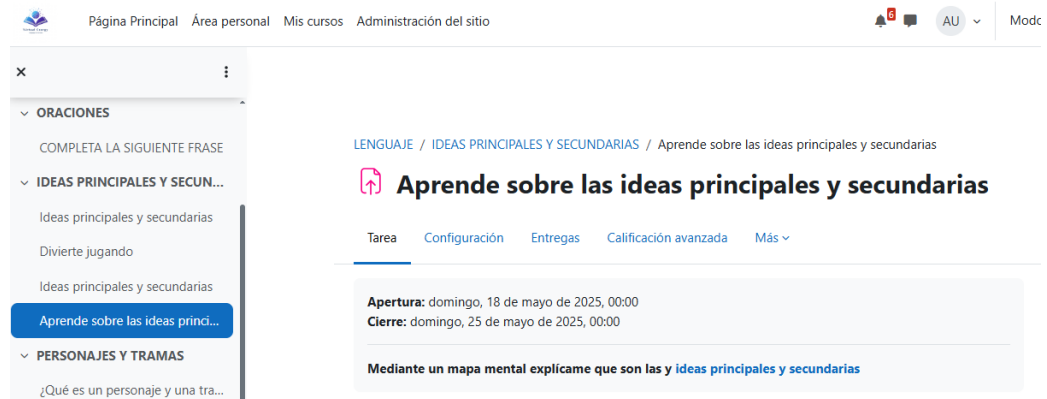 Página Principal Área personal Mis cursos Administración del sitio 6 AU Modo
ORACIONES
COMPLETA LA SIGUIENTE FRASE
IDEAS PRINCIPALES Y SECUN...
Ideas principales y secundarias
Divierte jugando
Ideas principales y secundarias
Aprende sobre las ideas princi...
PERSONAJES Y TRAMAS
¿Qué es un personaje y una tra...
LENGUAJE / IDEAS PRINCIPALES Y SECUNDARIAS / Aprende sobre las ideas principales y secundarias
Aprende sobre las ideas principales y secundarias
Tarea Configuración Entregas Calificación avanzada Más
Apertura: domingo, 18 de mayo de 2025, 00:00
Cierre: domingo, 25 de mayo de 2025, 00:00
Mediante un mapa mental explícame que son las y ideas principales y secundarias